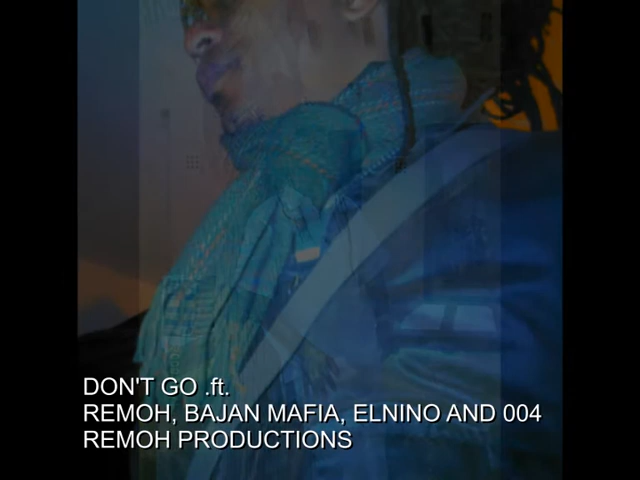 DON'T GO .ft.
REMOH, BAJAN MAFIA, ELNINO AND 004
REMOH PRODUCTIONS